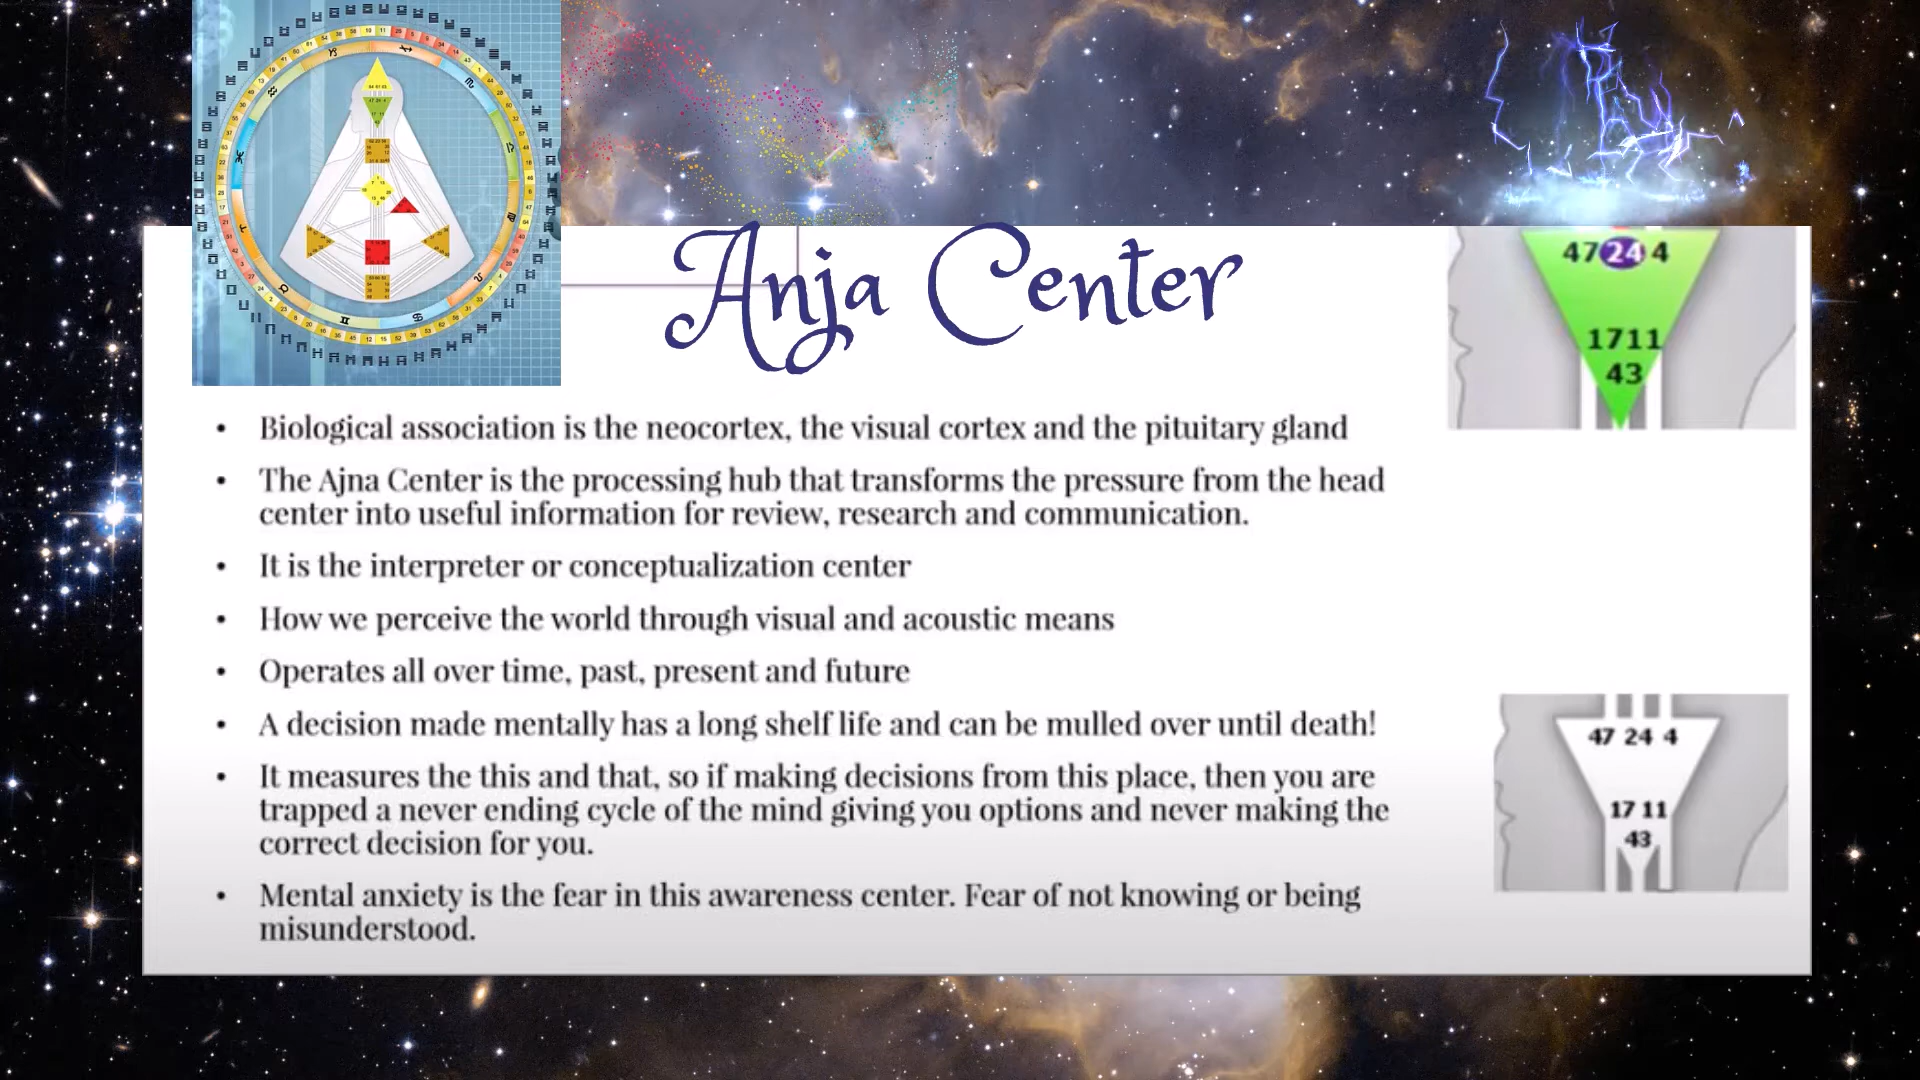 Anja Center
47 24 4
1711
43
• Biological association is the neocortex, the visual cortex and the pituitary gland
• The Ajna Center is the processing hub that transforms the pressure from the head
center into useful information for review, research and communication.
• It is the interpreter or conceptualization center
• How we perceive the world through visual and acoustic means
• Operates all over time, past, present and future
• A decision made mentally has a long shelf life and can be mulled over until death!
• It measures the this and that, so if making decisions from this place, then you are
trapped a never ending cycle of the mind giving you options and never making the
correct decision for you.
• Mental anxiety is the fear in this awareness center. Fear of not knowing or being
misunderstood.
47 24 4
17 11
43